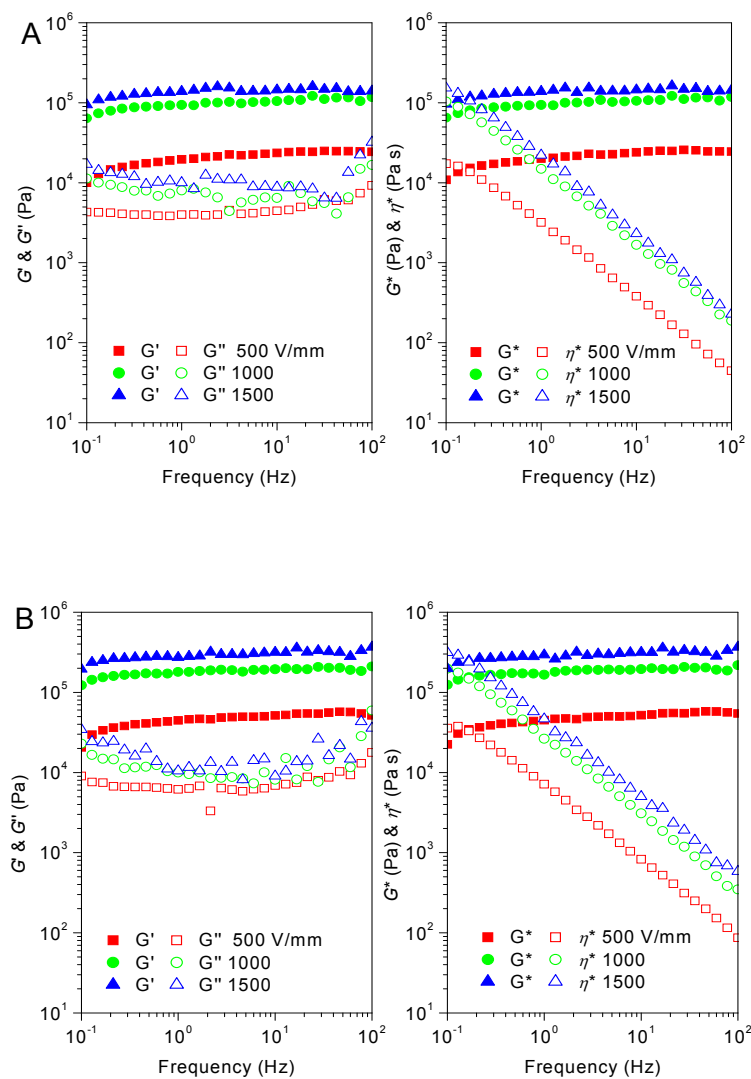 A
10⁶
10⁵
10⁴
10³
10²
10¹
G' & G'' (Pa)
G' G'' 500 V/mm
G' G'' 1000
G' G'' 1500
10⁻¹ 10⁰ 10¹ 10²
Frequency (Hz)
10⁶
10⁵
10⁴
10³
10²
10¹
G* (Pa) & η* (Pa s)
G* η* 500 V/mm
G* η* 1000
G* η* 1500
10⁻¹ 10⁰ 10¹ 10²
Frequency (Hz)
B
10⁶
10⁵
10⁴
10³
10²
10¹
G' & G'' (Pa)
G' G'' 500 V/mm
G' G'' 1000
G' G'' 1500
10⁻¹ 10⁰ 10¹ 10²
Frequency (Hz)
10⁶
10⁵
10⁴
10³
10²
10¹
G* (Pa) & η* (Pa s)
G* η* 500 V/mm
G* η* 1000
G* η* 1500
10⁻¹ 10⁰ 10¹ 10²
Frequency (Hz)